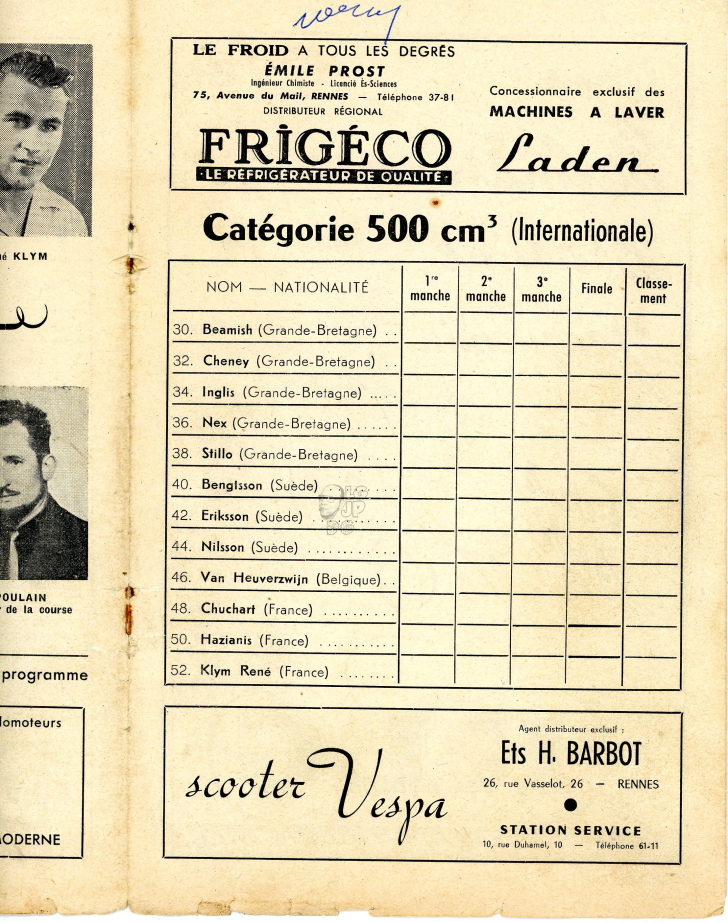 LE FROID A TOUS LES DEGRÉS
ÉMILE PROST
Ingénieur Chimiste - Licencié És-Sciences
75, Avenue du Mail, RENNES — Téléphone 37-81
DISTRIBUTEUR RÉGIONAL
FRIGÉCO
·LE RÉFRIGÉRATEUR DE QUALITÉ·
Concessionnaire exclusif des
MACHINES A LAVER
Laden
Catégorie 500 cm³ (Internationale)
NOM — NATIONALITÉ 1re manche 2e manche 3e manche Finale Classe-ment
30. Beamish (Grande-Bretagne) ..
32. Cheney (Grande-Bretagne) ..
34. Inglis (Grande-Bretagne) .....
36. Nex (Grande-Bretagne) ......
38. Stillo (Grande-Bretagne) ....
40. Bengtsson (Suède) ..........
42. Eriksson (Suède) ...........
44. Nilsson (Suède) ............
46. Van Heuverzwijn (Belgique)..
48. Chuchart (France) ..........
50. Hazianis (France) ..........
52. Klym René (France) ........
scooter Vespa
Agent distributeur exclusif :
Ets H. BARBOT
26, rue Vasselot, 26 — RENNES
STATION SERVICE
10, rue Duhamel, 10 — Téléphone 61-11
KLYM
OULAIN
de la course
programme
lomoteurs
ODERNE